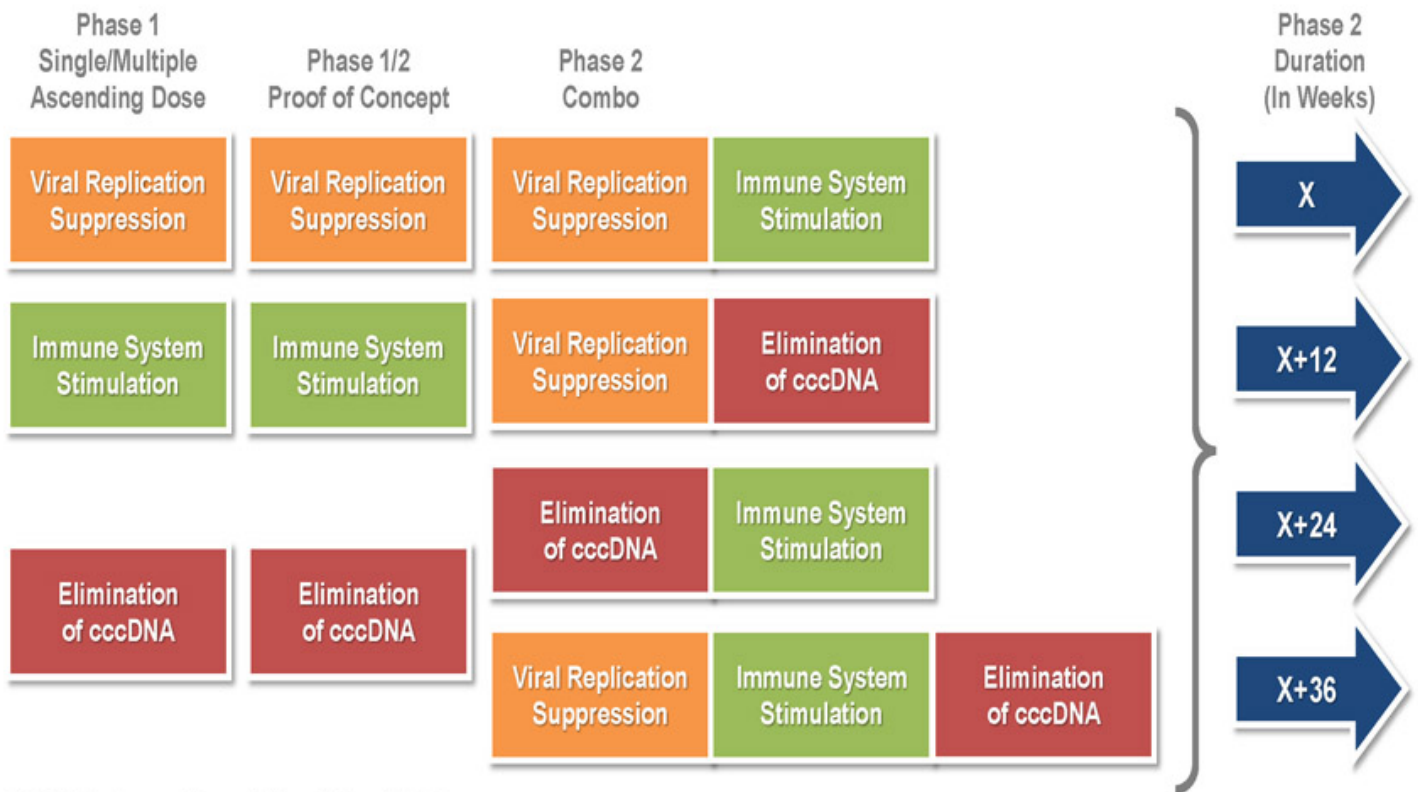 Phase 1
Single/Multiple
Ascending Dose
Phase 1/2
Proof of Concept
Phase 2
Combo
Phase 2
Duration
(In Weeks)
Viral Replication
Suppression
Viral Replication
Suppression
Viral Replication
Suppression
Immune System
Stimulation
X
Immune System
Stimulation
Immune System
Stimulation
Viral Replication
Suppression
Elimination
of cccDNA
X+12
Elimination
of cccDNA
Immune System
Stimulation
X+24
Elimination
of cccDNA
Elimination
of cccDNA
Viral Replication
Suppression
Immune System
Stimulation
Elimination
of cccDNA
X+36